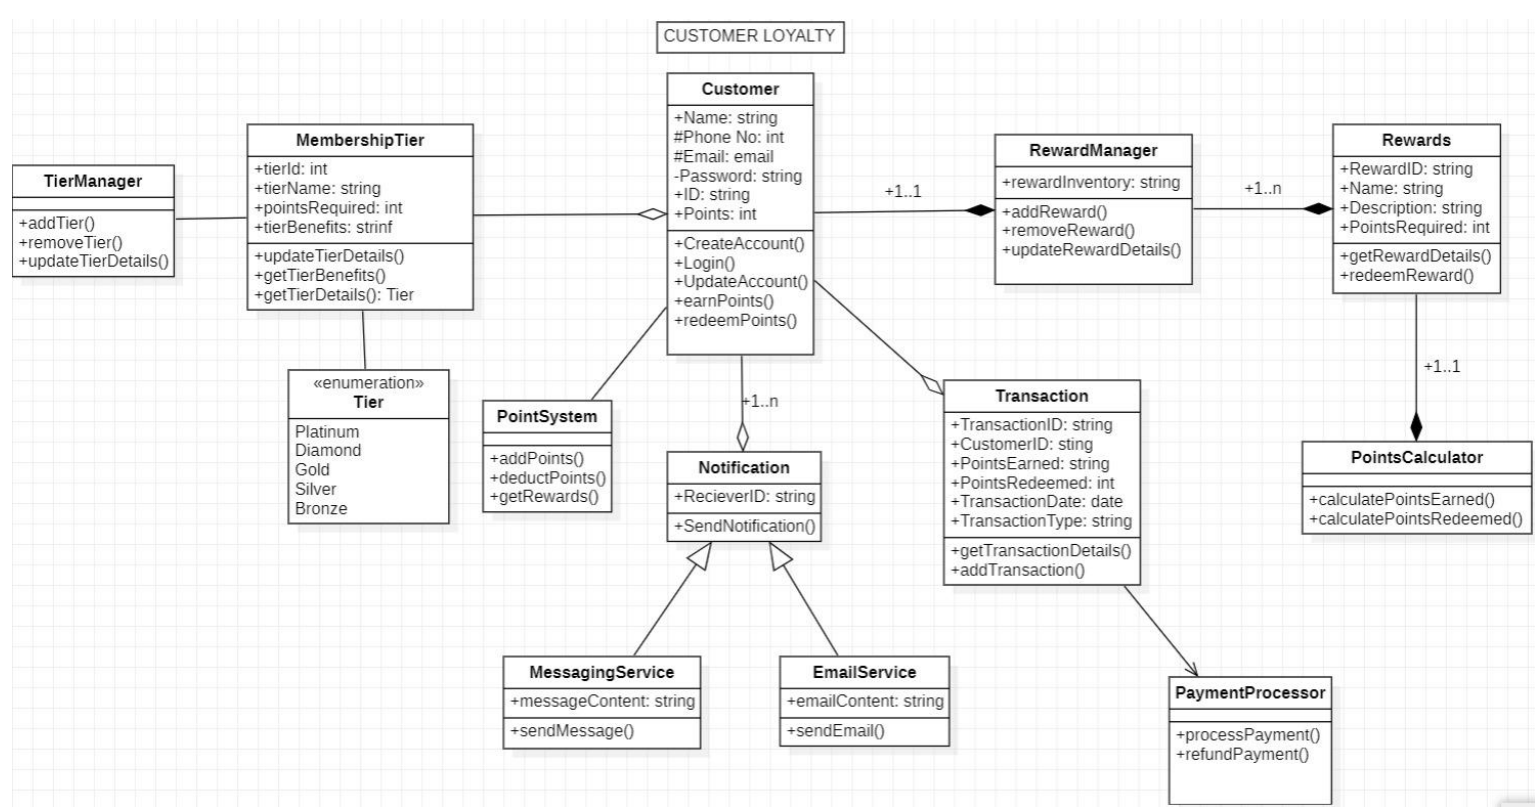 CUSTOMER LOYALTY
Customer
+Name: string
#Phone No: int
#Email: email
-Password: string
+ID: string
+Points: int
+CreateAccount()
+Login()
+UpdateAccount()
+earnPoints()
+redeemPoints()
MembershipTier
+tierId: int
+tierName: string
+pointsRequired: int
+tierBenefits: strinf
+updateTierDetails()
+getTierBenefits()
+getTierDetails(): Tier
TierManager
+addTier()
+removeTier()
+updateTierDetails()
RewardManager
+rewardInventory: string
+addReward()
+removeReward()
+updateRewardDetails()
Rewards
+RewardID: string
+Name: string
+Description: string
+PointsRequired: int
+getRewardDetails()
+redeemReward()
+1..1
+1..n
«enumeration»
Tier
Platinum
Diamond
Gold
Silver
Bronze
PointSystem
+addPoints()
+deductPoints()
+getRewards()
+1..n
Notification
+RecieverID: string
+SendNotification()
Transaction
+TransactionID: string
+CustomerID: sting
+PointsEarned: string
+PointsRedeemed: int
+TransactionDate: date
+TransactionType: string
+getTransactionDetails()
+addTransaction()
+1..1
PointsCalculator
+calculatePointsEarned()
+calculatePointsRedeemed()
MessagingService
+messageContent: string
+sendMessage()
EmailService
+emailContent: string
+sendEmail()
PaymentProcessor
+processPayment()
+refundPayment()